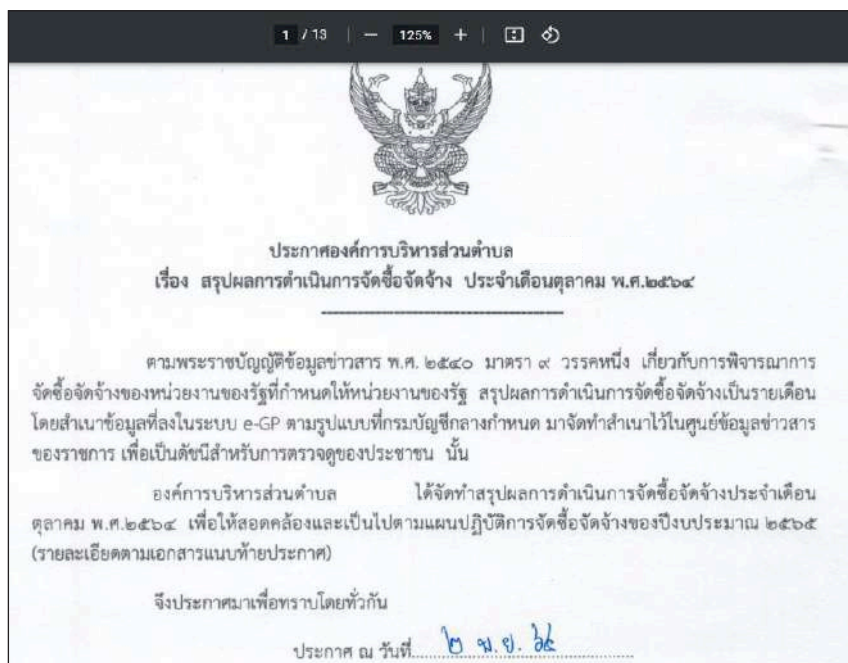 1 / 13 | − 125% + |
ประกาศองค์การบริหารส่วนตำบล
เรื่อง สรุปผลการดำเนินการจัดซื้อจัดจ้าง ประจำเดือนตุลาคม พ.ศ.๒๕๖๔
ตามพระราชบัญญัติข้อมูลข่าวสาร พ.ศ. ๒๕๔๐ มาตรา ๙ วรรคหนึ่ง เกี่ยวกับการพิจารณาการ
จัดซื้อจัดจ้างของหน่วยงานของรัฐที่กำหนดให้หน่วยงานของรัฐ สรุปผลการดำเนินการจัดซื้อจัดจ้างเป็นรายเดือน
โดยสำเนาข้อมูลที่ลงในระบบ e-GP ตามรูปแบบที่กรมบัญชีกลางกำหนด มาจัดทำสำเนาไว้ในศูนย์ข้อมูลข่าวสาร
ของราชการ เพื่อเป็นดัชนีสำหรับการตรวจดูของประชาชน นั้น
องค์การบริหารส่วนตำบล ได้จัดทำสรุปผลการดำเนินการจัดซื้อจัดจ้างประจำเดือน
ตุลาคม พ.ศ.๒๕๖๔ เพื่อให้สอดคล้องและเป็นไปตามแผนปฏิบัติการจัดซื้อจัดจ้างของปีงบประมาณ ๒๕๖๕
(รายละเอียดตามเอกสารแนบท้ายประกาศ)
จึงประกาศมาเพื่อทราบโดยทั่วกัน
ประกาศ ณ วันที่ ๒ พ.ย. ๖๔